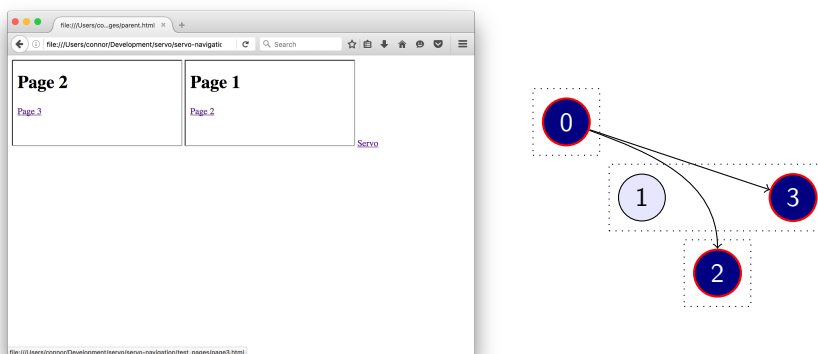 file:///Users/co...ges/parent.html × +
file:///Users/connor/Development/servo/servo-navigatic
Search
Page 2
Page 3
Page 1
Page 2
Servo
file:///Users/connor/Development/servo/servo-navigation/test_pages/page3.html
0
1
3
2